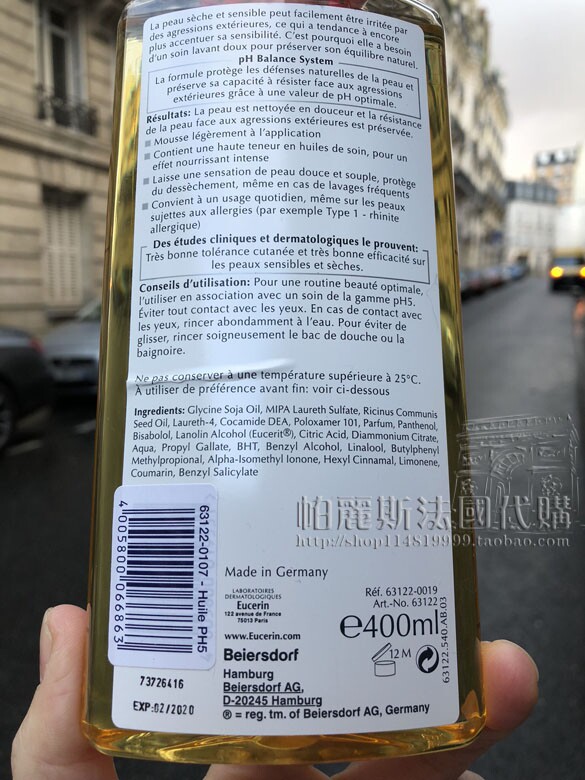 La peau sèche et sensible peut facilement être irritée par
des agressions extérieures, ce qui a tendance à encore
plus accentuer sa sensibilité. C'est pourquoi elle a besoin
d'un soin lavant doux pour préserver son équilibre naturel.
pH Balance System
La formule protège les défenses naturelles de la peau et
préserve sa capacité à résister face aux agressions
extérieures grâce à une valeur de pH optimale.
Résultats: La peau est nettoyée en douceur et la résistance
de la peau face aux agressions extérieures est préservée.
Mousse légèrement à l'application
Contient une haute teneur en huiles de soin, pour un
effet nourrissant intense
Laisse une sensation de peau douce et souple, protège
du dessèchement, même en cas de lavages fréquents
Convient à un usage quotidien, même sur les peaux
sujettes aux allergies (par exemple Type 1 - rhinite
allergique)
Des études cliniques et dermatologiques le prouvent:
Très bonne tolérance cutanée et très bonne efficacité sur
les peaux sensibles et sèches.
Conseils d'utilisation: Pour une routine beauté optimale,
l'utiliser en association avec un soin de la gamme pH5.
Éviter tout contact avec les yeux. En cas de contact avec
les yeux, rincer abondamment à l'eau. Pour éviter de
glisser, rincer soigneusement le bac de douche ou la
baignoire.
Ne pas conserver à une température supérieure à 25°C.
À utiliser de préférence avant fin: voir ci-dessous
Ingredients: Glycine Soja Oil, MIPA Laureth Sulfate, Ricinus Communis
Seed Oil, Laureth-4, Cocamide DEA, Poloxamer 101, Parfum, Panthenol,
Bisabolol, Lanolin Alcohol (Eucerit®), Citric Acid, Diammonium Citrate,
Aqua, Propyl Gallate, BHT, Benzyl Alcohol, Linalool, Butylphenyl
Methylpropional, Alpha-Isomethyl Ionone, Hexyl Cinnamal, Limonene,
Coumarin, Benzyl Salicylate
帕麗斯法國代購
http://shop114819999.taobao.com
63122-0107 - Huile PH5
4005800066863
Made in Germany
LABORATOIRES
DERMATOLOGIQUES
Eucerin
122 avenue de France
75013 Paris
www.Eucerin.com
Réf. 63122-0019
Art.-No. 63122
℮400ml
12 M
63122.540.AB.03
Beiersdorf
Hamburg
Beiersdorf AG,
D-20245 Hamburg
® = reg. tm. of Beiersdorf AG, Germany
73726416
EXP:02/2020